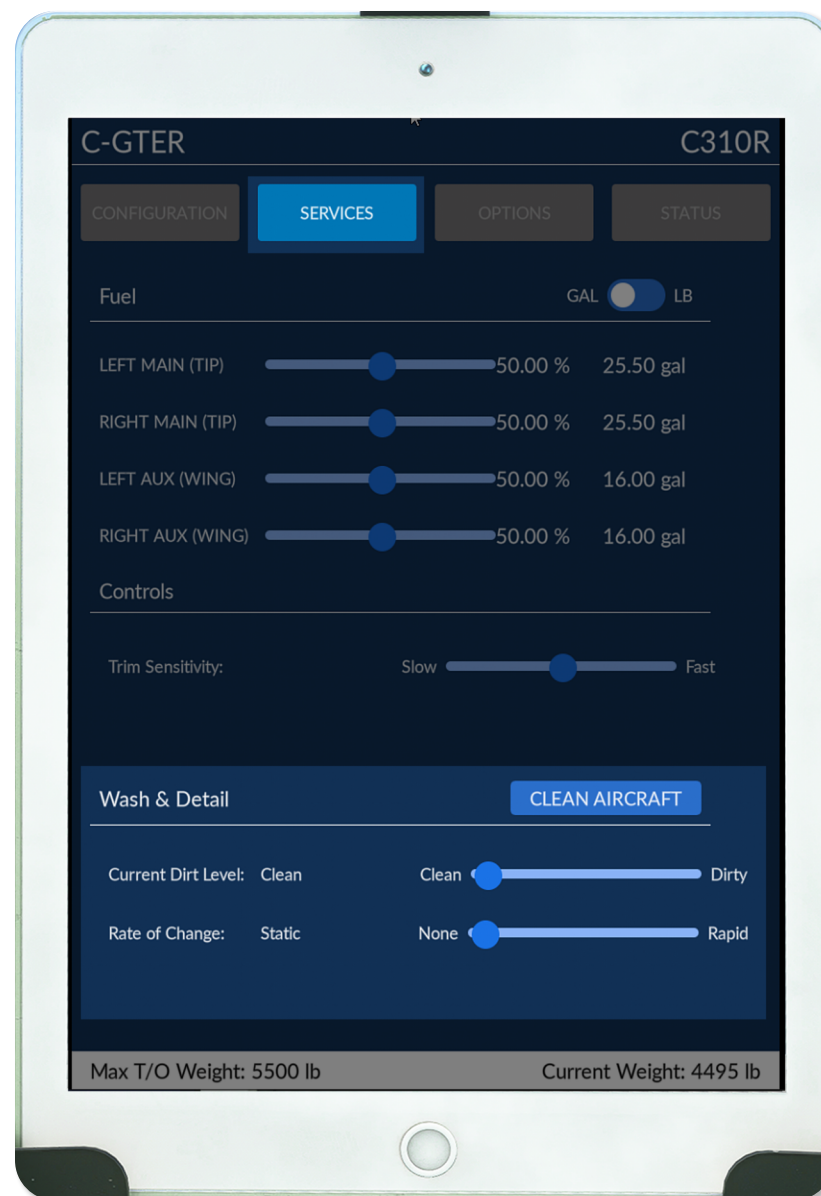 C-GTER C310R
CONFIGURATION SERVICES OPTIONS STATUS
Fuel GAL LB
LEFT MAIN (TIP) 50.00 % 25.50 gal
RIGHT MAIN (TIP) 50.00 % 25.50 gal
LEFT AUX (WING) 50.00 % 16.00 gal
RIGHT AUX (WING) 50.00 % 16.00 gal
Controls
Trim Sensitivity: Slow Fast
Wash & Detail CLEAN AIRCRAFT
Current Dirt Level: Clean Clean Dirty
Rate of Change: Static None Rapid
Max T/O Weight: 5500 lb Current Weight: 4495 lb